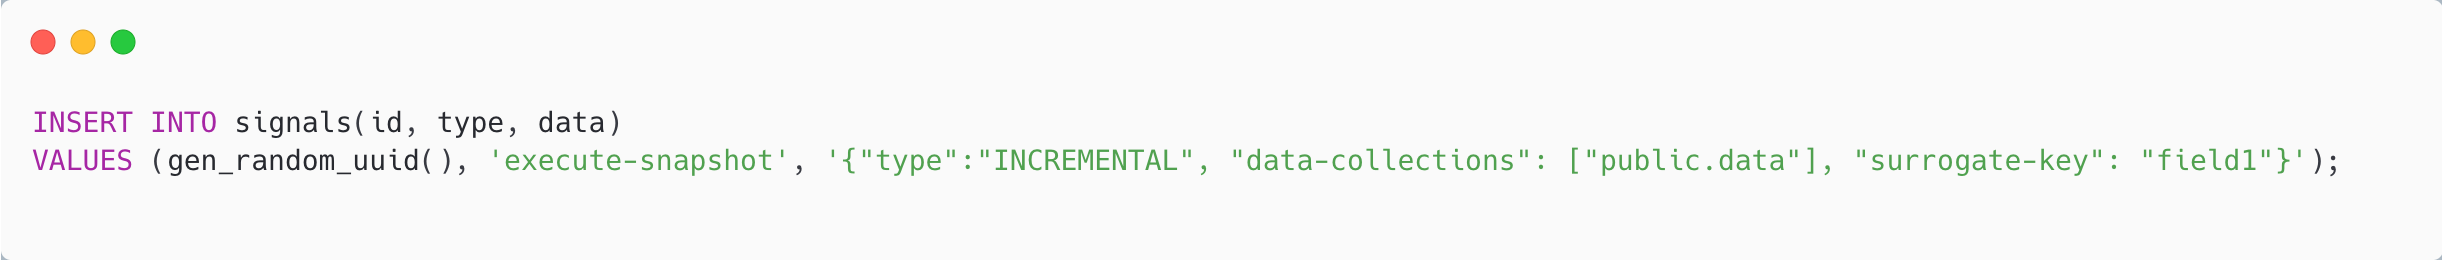 INSERT INTO signals(id, type, data)
VALUES (gen_random_uuid(), 'execute-snapshot', '{"type":"INCREMENTAL", "data-collections": ["public.data"], "surrogate-key": "field1"}');